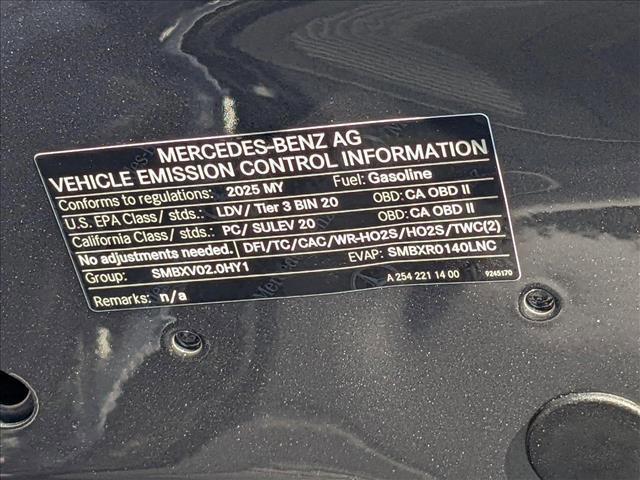 MERCEDES-BENZ AG
VEHICLE EMISSION CONTROL INFORMATION
Conforms to regulations: 2025 MY Fuel: Gasoline
U.S. EPA Class/ stds.: LDV/ Tier 3 BIN 20 OBD: CA OBD II
California Class/ stds.: PC/ SULEV 20 OBD: CA OBD II
No adjustments needed. DFI/TC/CAC/WR-HO2S/HO2S/TWC(2)
Group: SMBXV02.0HY1 EVAP: SMBXR0140LNC
Remarks: n/a A 254 221 14 00 9245170